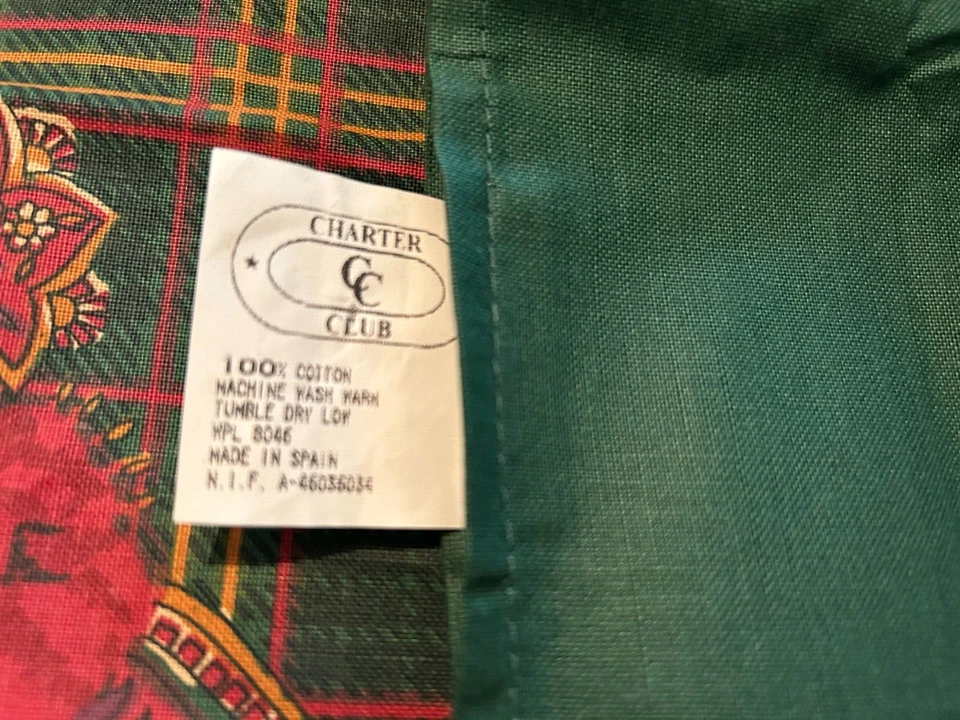 CHARTER
CC
CLUB
100% COTTON
MACHINE WASH WARM
TUMBLE DRY LOW
WPL 8046
MADE IN SPAIN
N.I.F. A-46036034